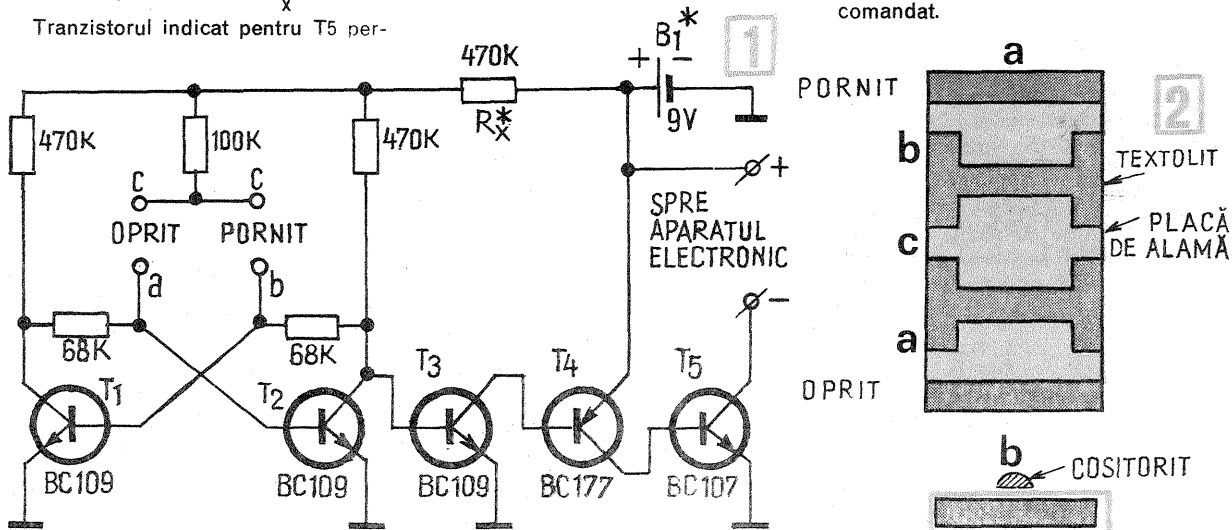 x
Tranzistorul indicat pentru T5 per-
comandat.
470K
Rx*
B1*
+
−
9V
1
470K
100K
470K
C
C
OPRIT
PORNIT
a
b
68K
68K
SPRE
APARATUL
ELECTRONIC
+
−
T1
T2
T3
T4
T5
BC109
BC109
BC109
BC177
BC107
a
PORNIT
2
b
TEXTOLIT
c
PLACĂ
DE ALAMĂ
a
OPRIT
b
COSITORIT